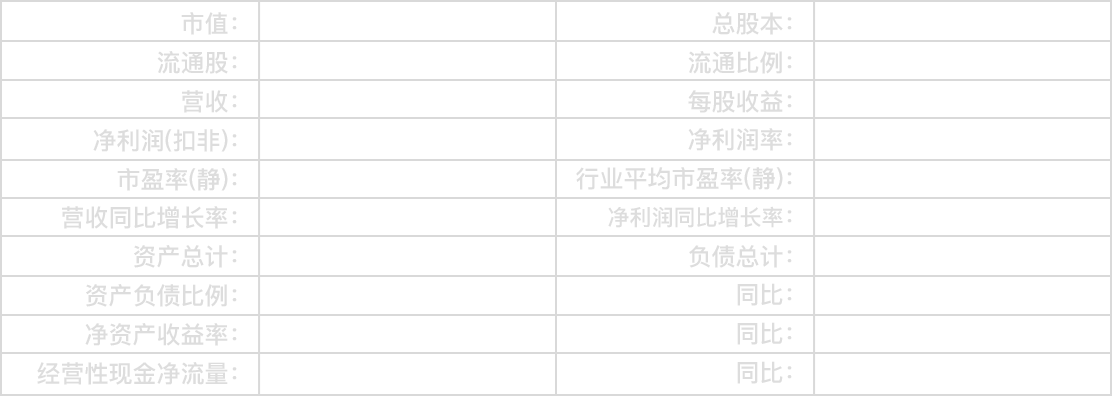 市值： 总股本：
流通股： 流通比例：
营收： 每股收益：
净利润(扣非)： 净利润率：
市盈率(静)： 行业平均市盈率(静)：
营收同比增长率： 净利润同比增长率：
资产总计： 负债总计：
资产负债比例： 同比：
净资产收益率： 同比：
经营性现金净流量： 同比：